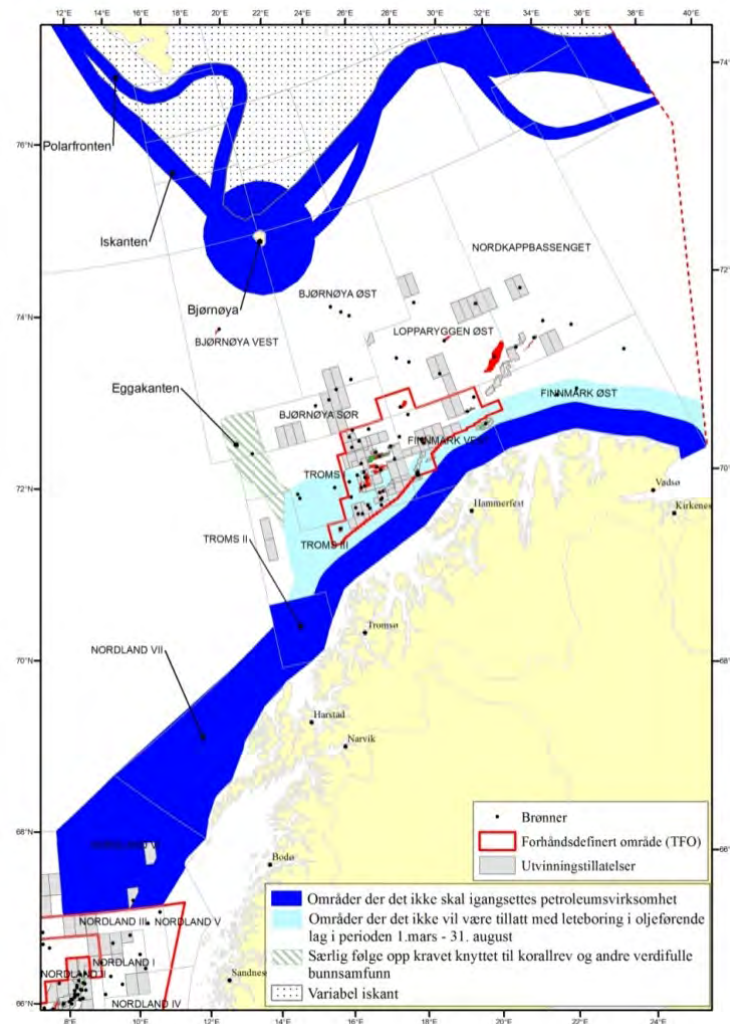 12°E 16°E 20°E 22°E 24°E 26°E 28°E 30°E 32°E 34°E 36°E 38°E 40°E
74°N
76°N
Polarfronten
Iskanten
NORDKAPPBASSENGET
72°N
Bjørnøya
BJØRNØYA ØST
74°N
LOPPARYGGEN ØST
BJØRNØYA VEST
Eggakanten
FINNMARK ØST
BJØRNØYA SØR
FINNMARK VEST
70°N
TROMS I
72°N
Vadsø
Hammerfest
Kirkenes
TROMS II
TROMS III
Tromsø
NORDLAND VII
70°N
68°N
Harstad
Narvik
68°N
Brønner
NORDLAND VI
66°N
Forhåndsdefinert område (TFO)
Bodø
Utvinningstillatelser
Områder der det ikke skal igangsettes petroleumsvirksomhet
Områder der det ikke vil være tillatt med leteboring i oljeførende
lag i perioden 1.mars - 31. august
NORDLAND III NORDLAND V
Særlig følge opp kravet knyttet til korallrev og andre verdifulle
bunnsamfunn
NORDLAND I
NORDLAND II
Sandnes
Variabel iskant
66°N
NORDLAND IV
8°E 10°E 12°E 14°E 16°E 18°E 20°E 22°E 24°E